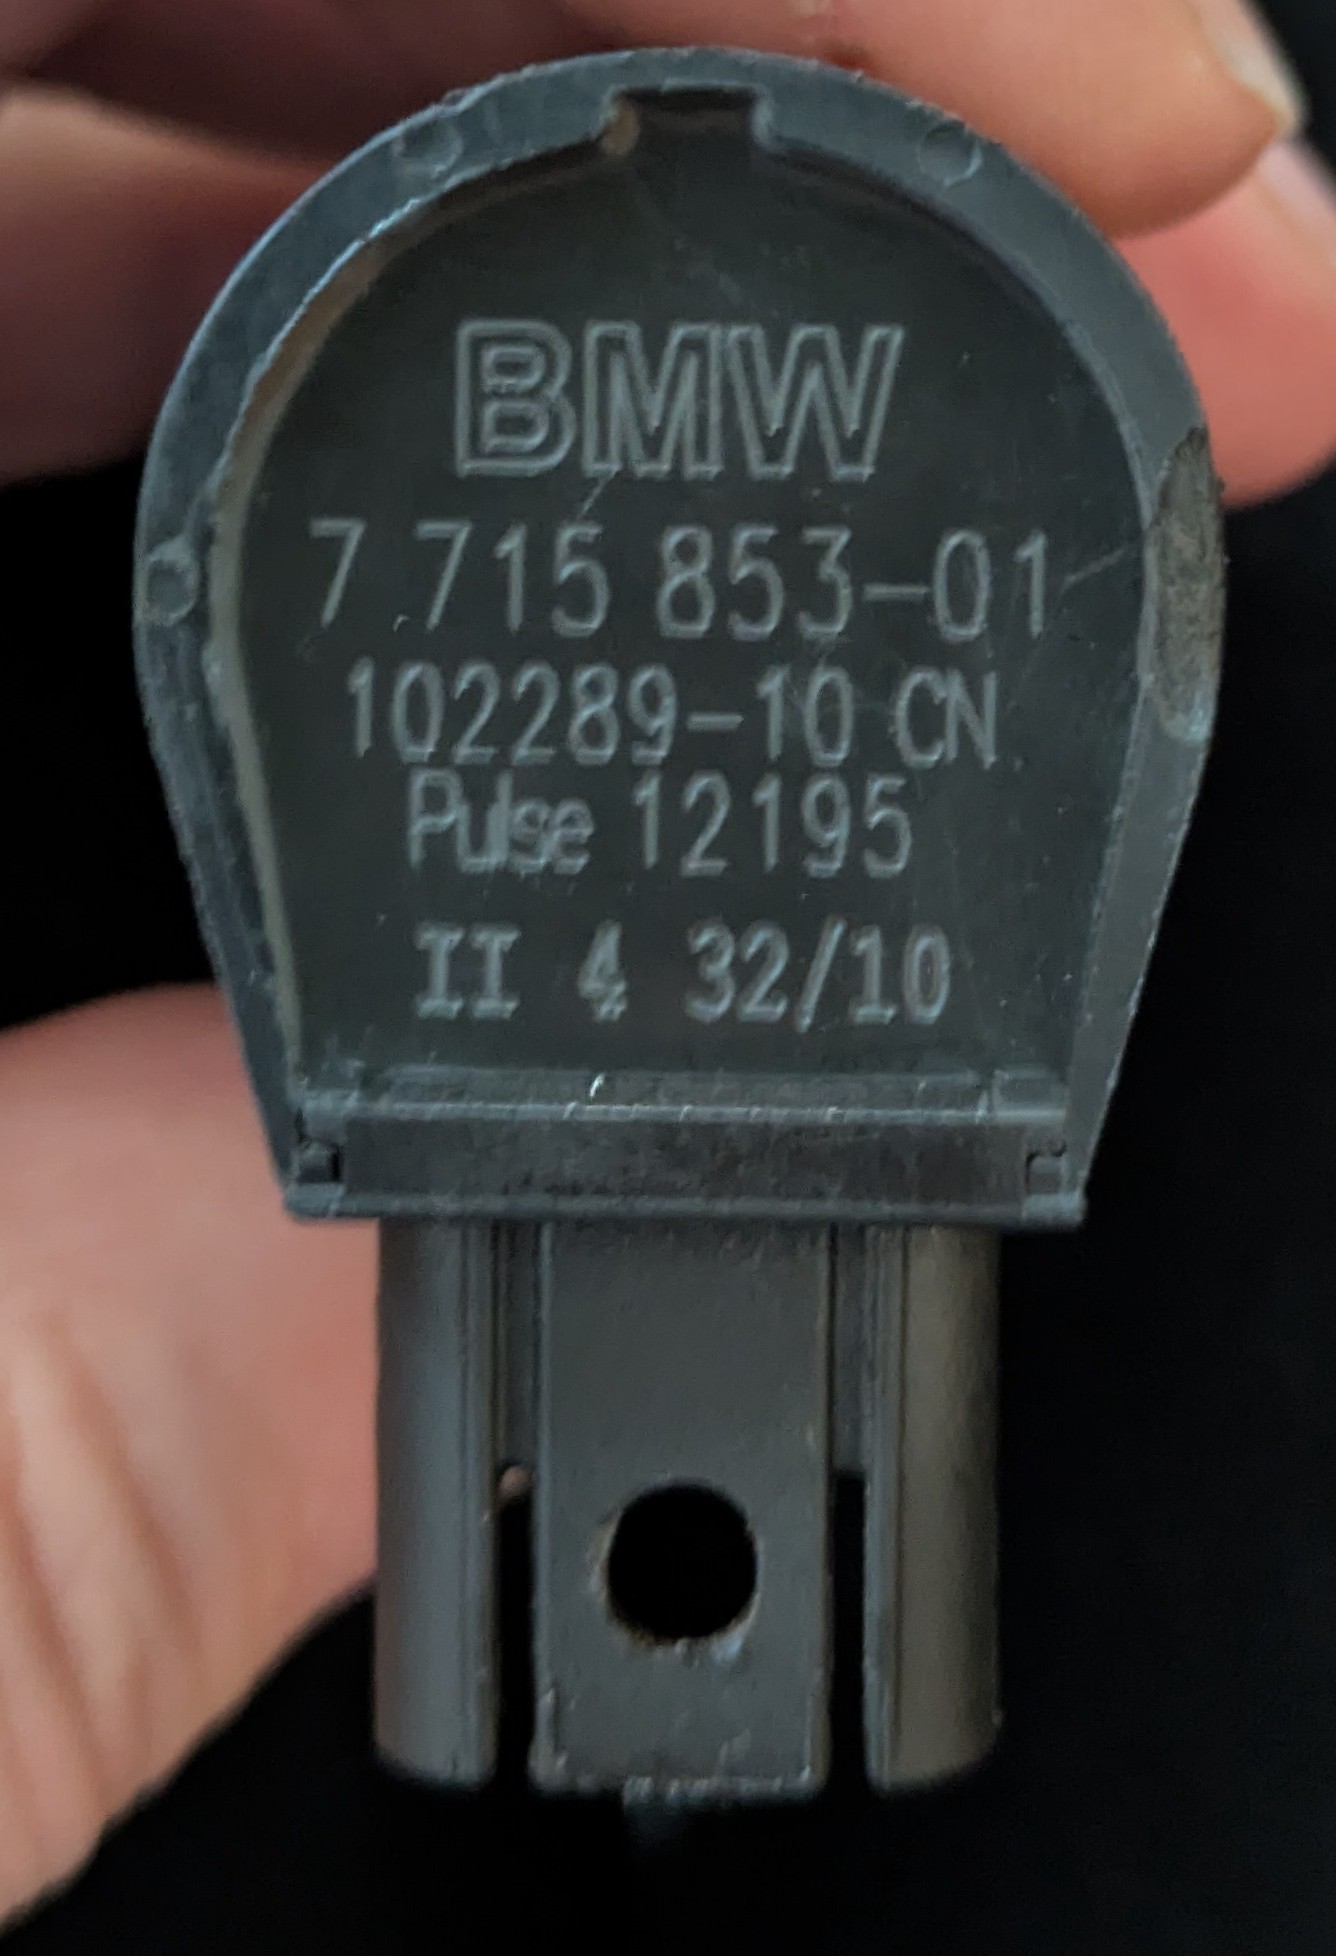 BMW
7 715 853-01
102289-10 CN
Pulse 12195
II 4 32/10